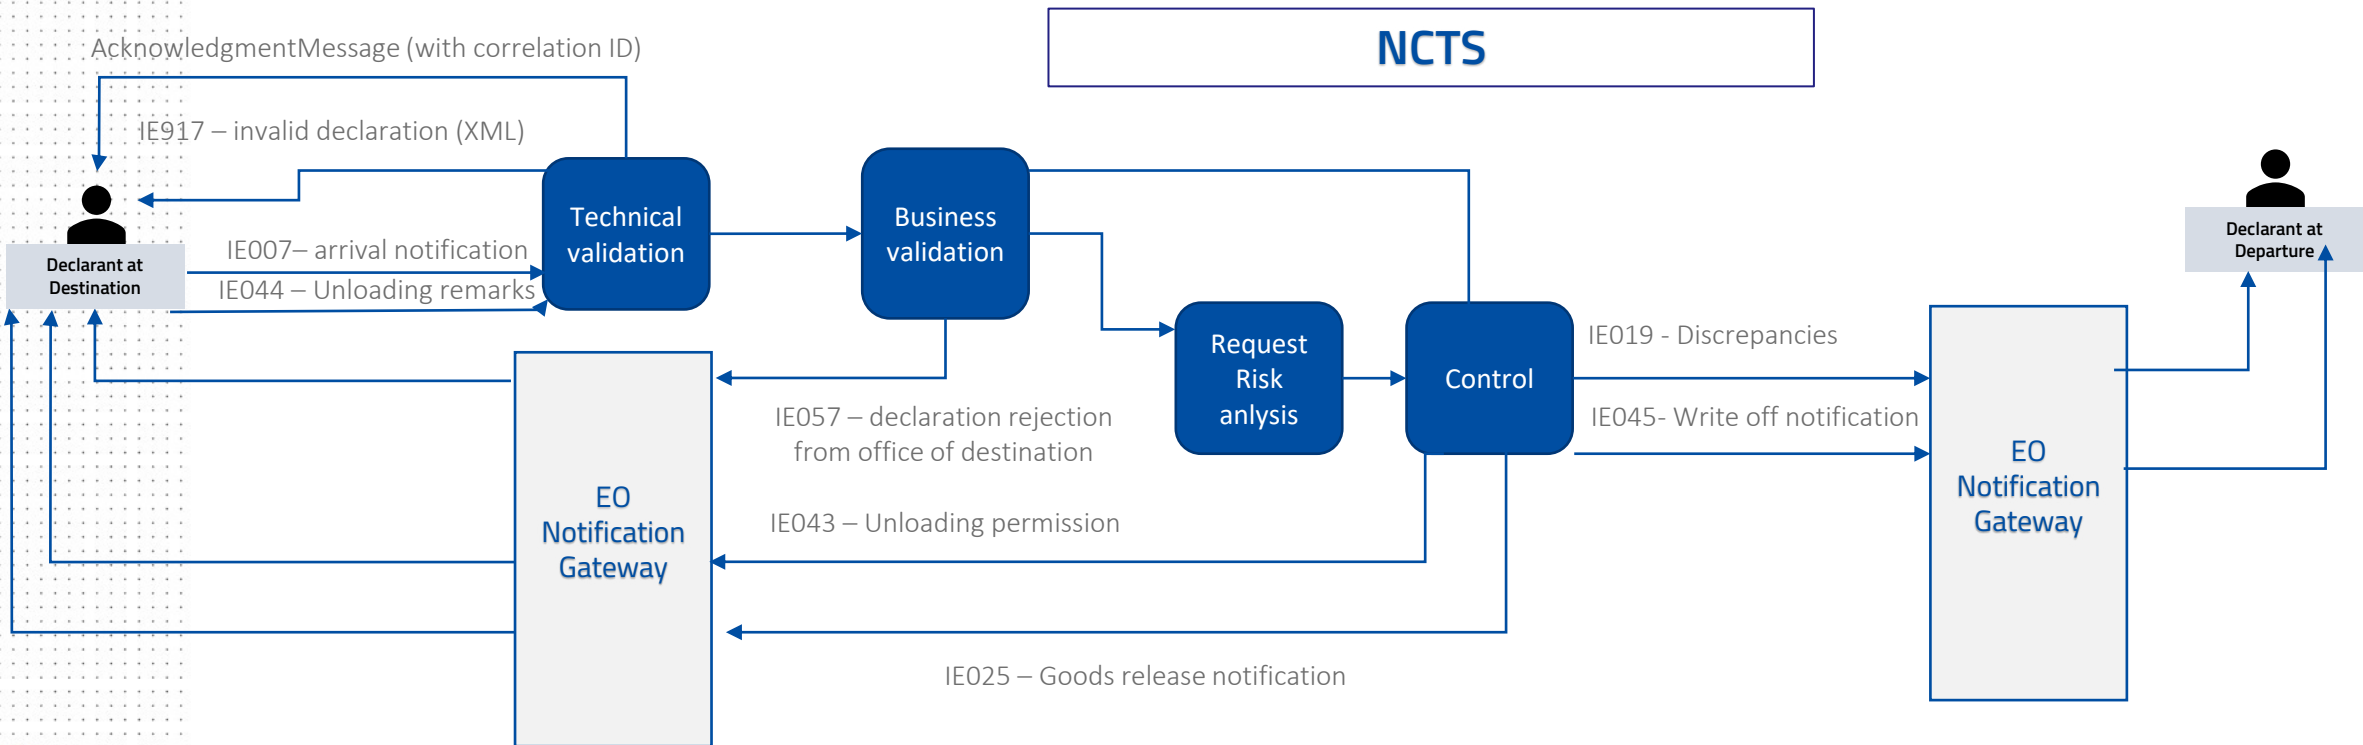 NCTS
AcknowledgmentMessage (with correlation ID)
IE917 – invalid declaration (XML)
Technical
validation
Business
validation
Declarant at
Destination
IE007– arrival notification
IE044 – Unloading remarks
Declarant at
Departure
Request
Risk
anlysis
Control
IE019 - Discrepancies
IE045- Write off notification
IE057 – declaration rejection
from office of destination
EO
Notification
Gateway
IE043 – Unloading permission
EO
Notification
Gateway
IE025 – Goods release notification